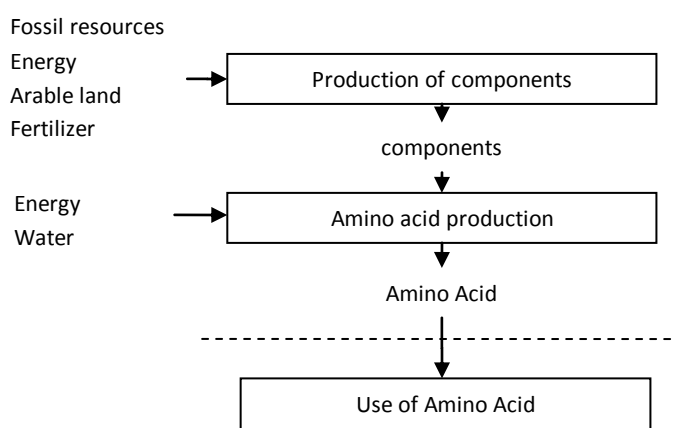 Fossil resources
Energy
Arable land
Fertilizer
Production of components
components
Energy
Water
Amino acid production
Amino Acid
Use of Amino Acid